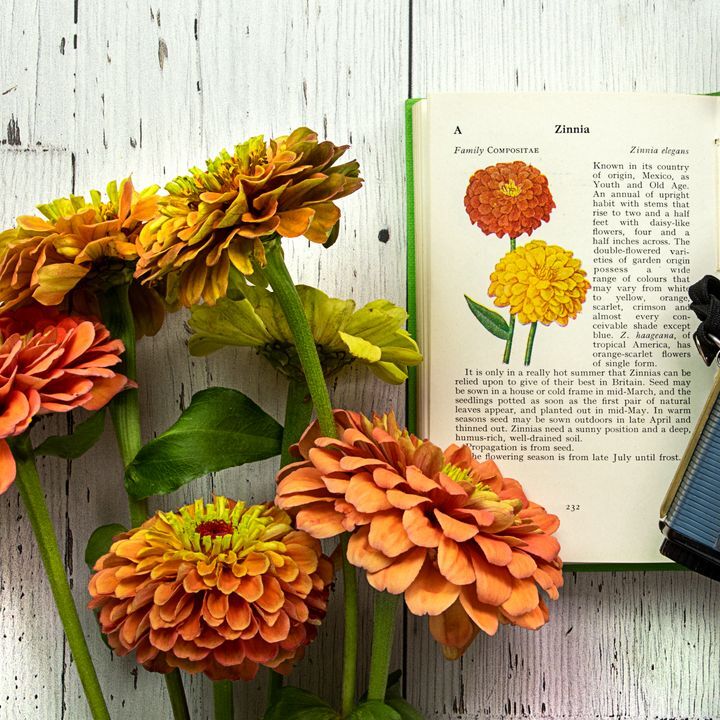 A Zinnia
Family COMPOSITAE Zinnia elegans
Known in its country
of origin, Mexico, as
Youth and Old Age.
An annual of upright
habit with stems that
rise to two and a half
feet with daisy-like
flowers, four and a
half inches across. The
double-flowered vari-
eties of garden origin
possess a wide
range of colours that
may vary from white
to yellow, orange,
scarlet, crimson and
almost every con-
ceivable shade except
blue. Z. haageana, of
tropical America, has
orange-scarlet flowers
of single form.
It is only in a really hot summer that Zinnias can be
relied upon to give of their best in Britain. Seed may
be sown in a house or cold frame in mid-March, and the
seedlings potted as soon as the first pair of natural
leaves appear, and planted out in mid-May. In warm
seasons seed may be sown outdoors in late April and
thinned out. Zinnias need a sunny position and a deep,
humus-rich, well-drained soil.
Propagation is from seed.
The flowering season is from late July until frost.
232